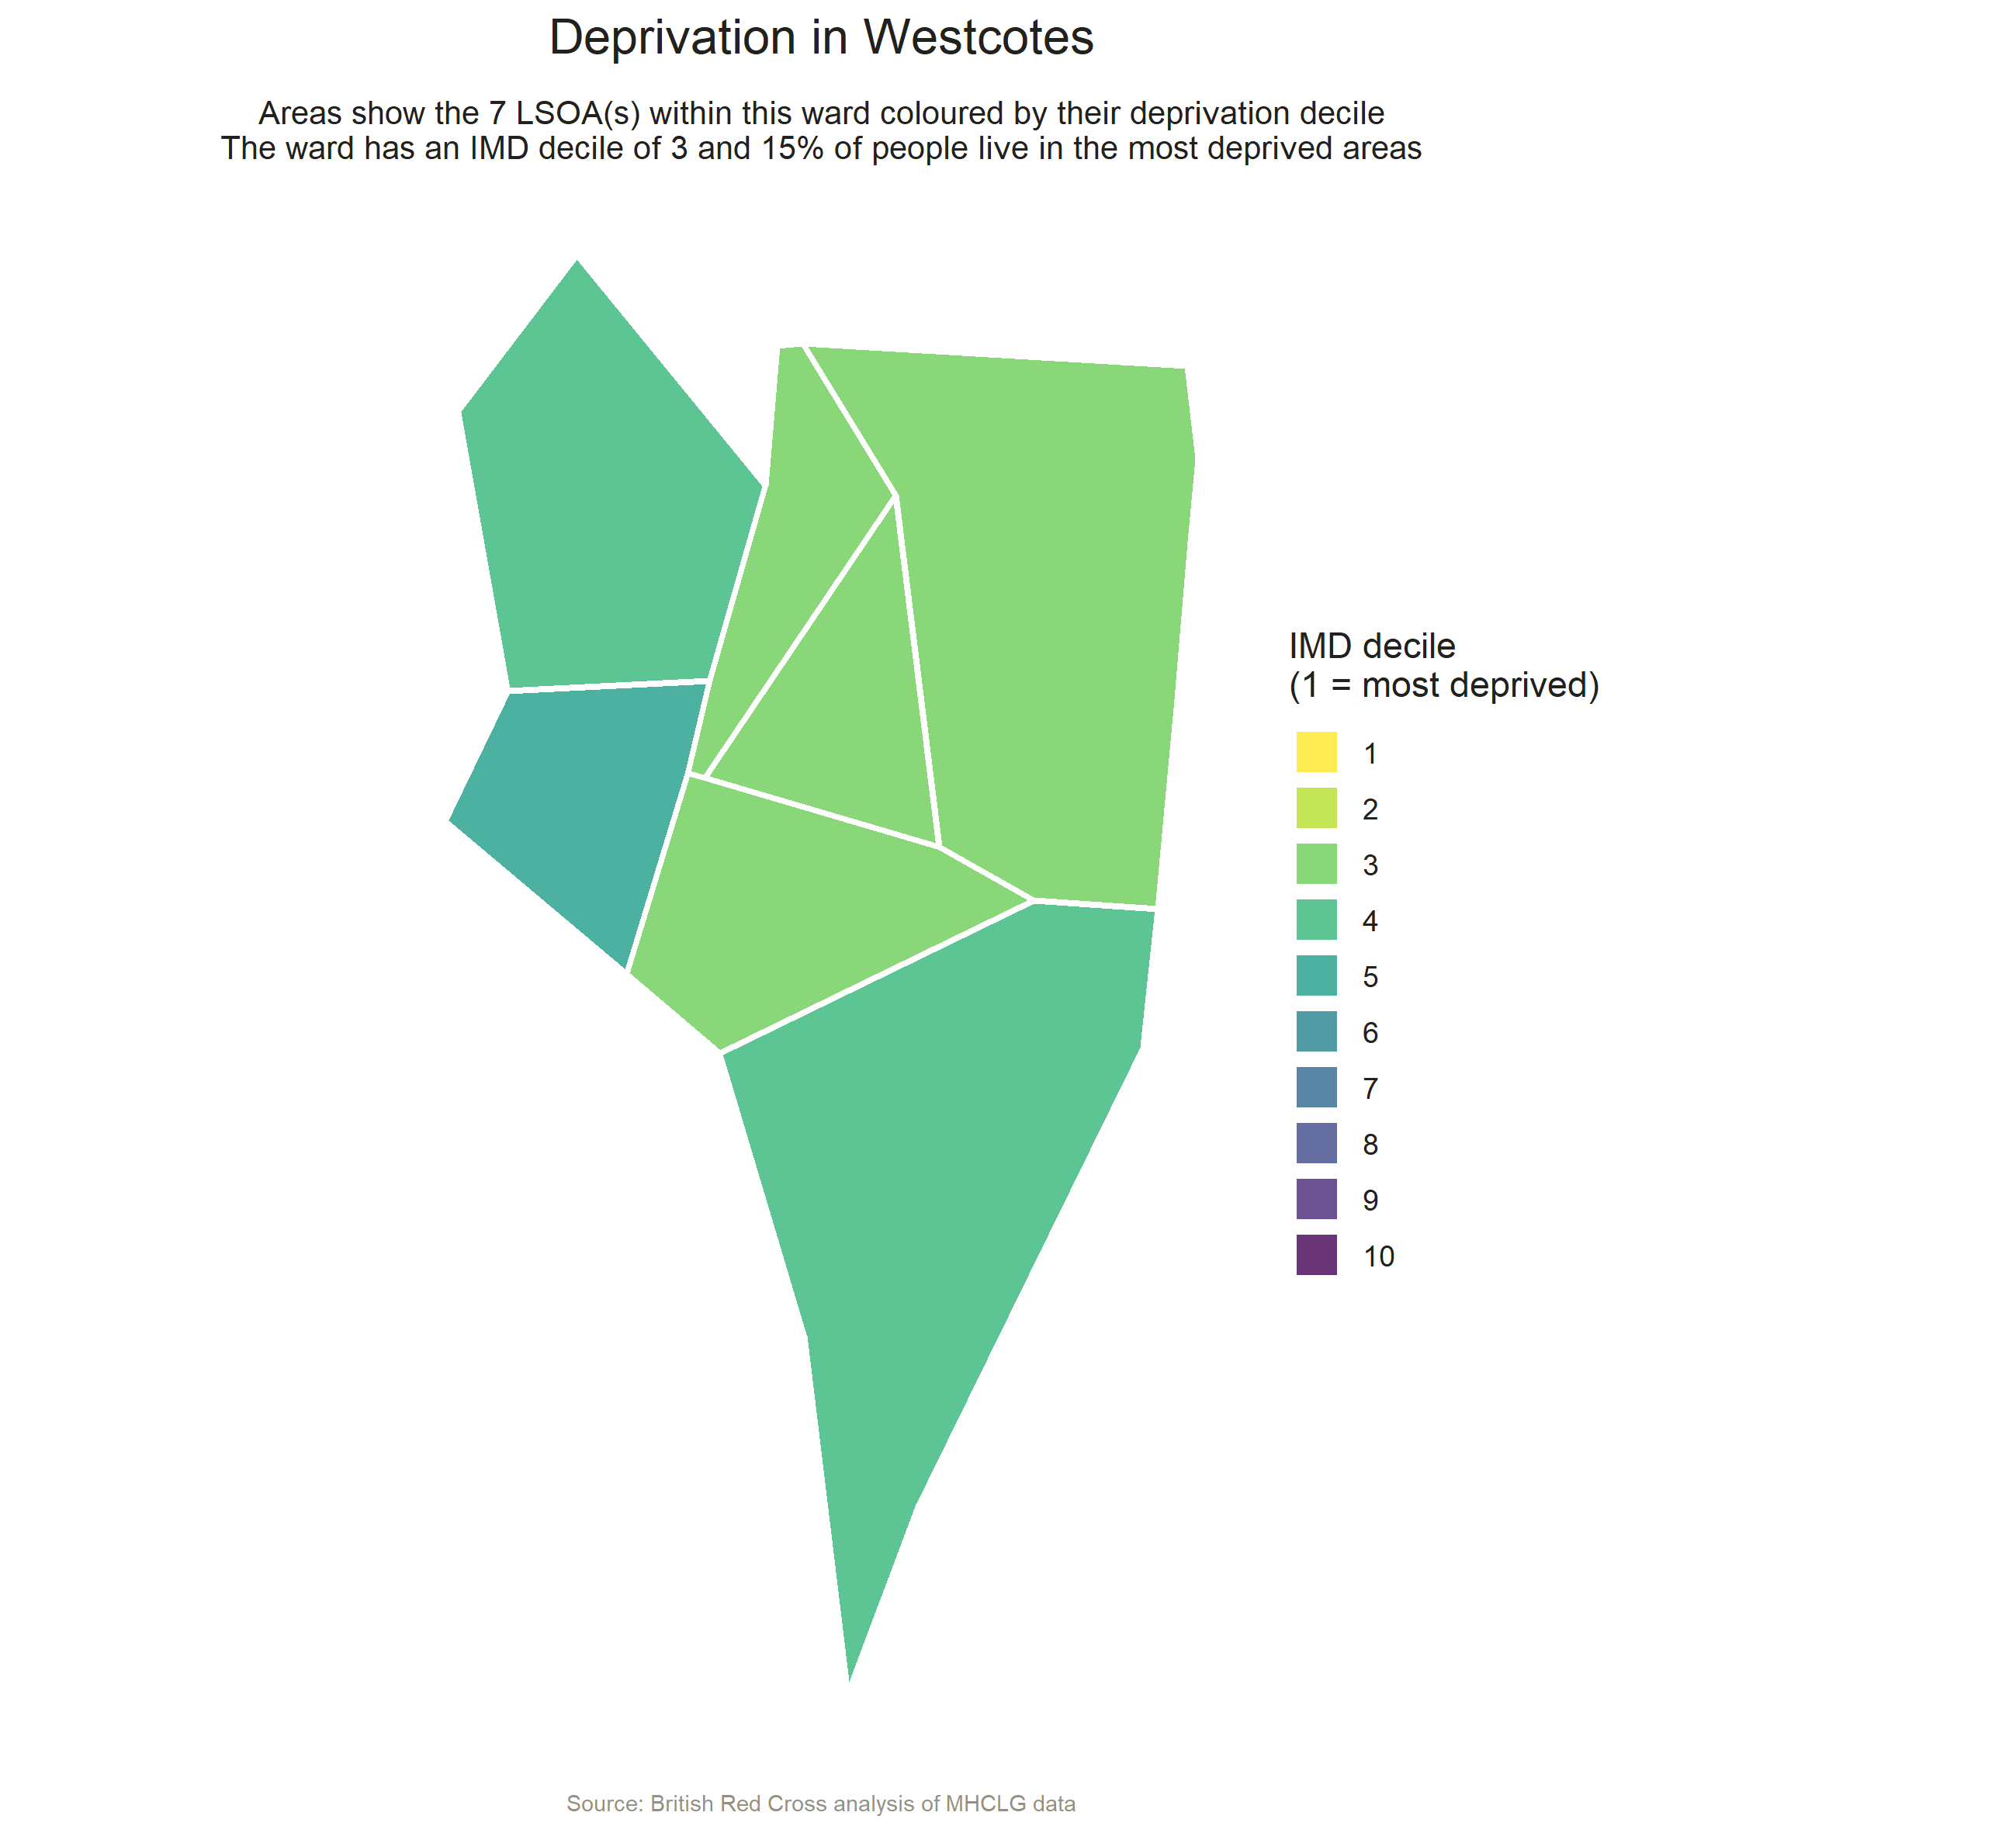 Deprivation in Westcotes
Areas show the 7 LSOA(s) within this ward coloured by their deprivation decile
The ward has an IMD decile of 3 and 15% of people live in the most deprived areas
IMD decile
(1 = most deprived)
1
2
3
4
5
6
7
8
9
10
Source: British Red Cross analysis of MHCLG data